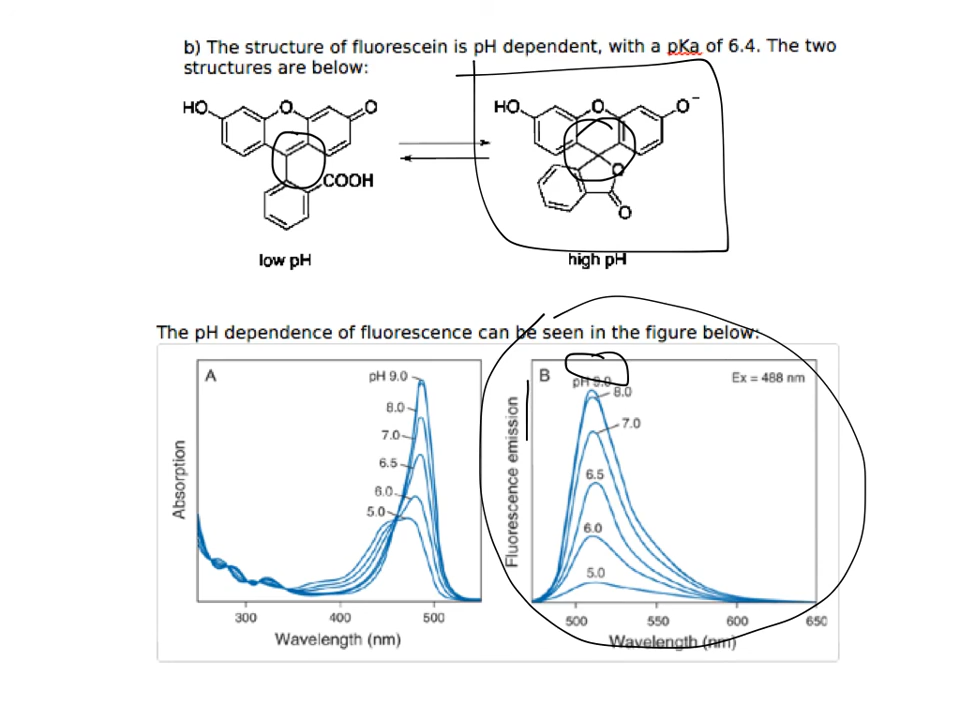 b) The structure of fluorescein is pH dependent, with a pKa of 6.4. The two
structures are below:
HO O O
COOH
low pH
HO O O⁻
O
O
high pH
The pH dependence of fluorescence can be seen in the figure below:
A
pH 9.0
8.0
7.0
6.5
6.0
5.0
Absorption
300 400 500
Wavelength (nm)
B
Ex = 488 nm
pH 9.0
8.0
7.0
6.5
6.0
5.0
Fluorescence emission
500 550 600 650
Wavelength (nm)